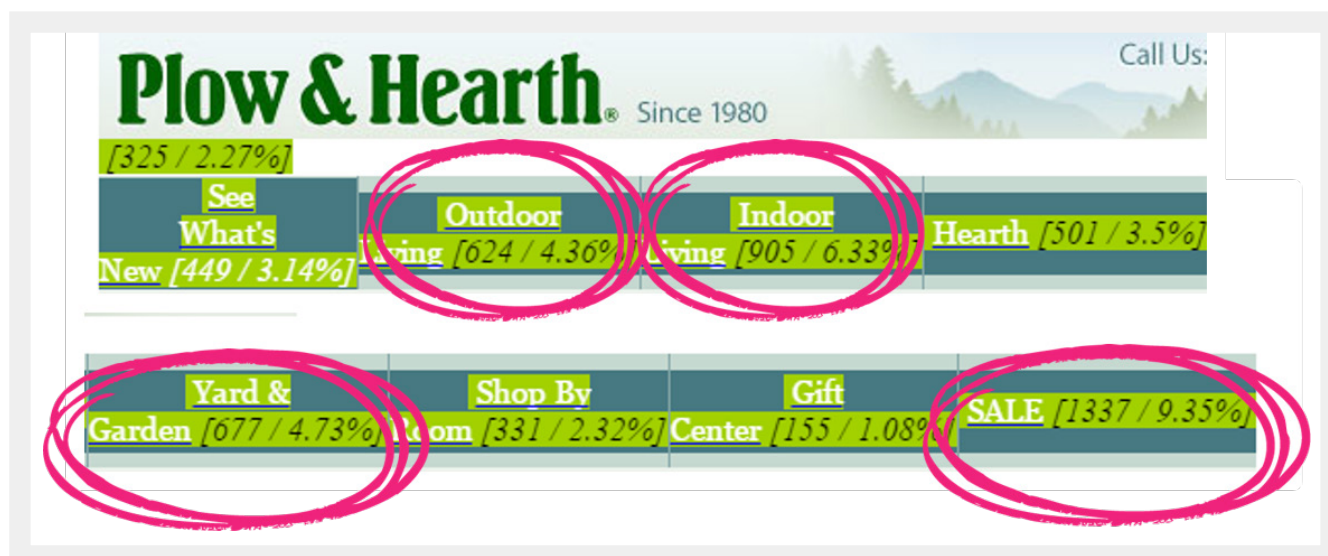 Call Us:
Plow & Hearth® Since 1980
[325 / 2.27%]
See
What's
New [449 / 3.14%]
Outdoor
Living [624 / 4.36%]
Indoor
Living [905 / 6.33%]
Hearth [501 / 3.5%]
Yard &
Garden [677 / 4.73%]
Shop By
Room [331 / 2.32%]
Gift
Center [155 / 1.08%]
SALE [1337 / 9.35%]